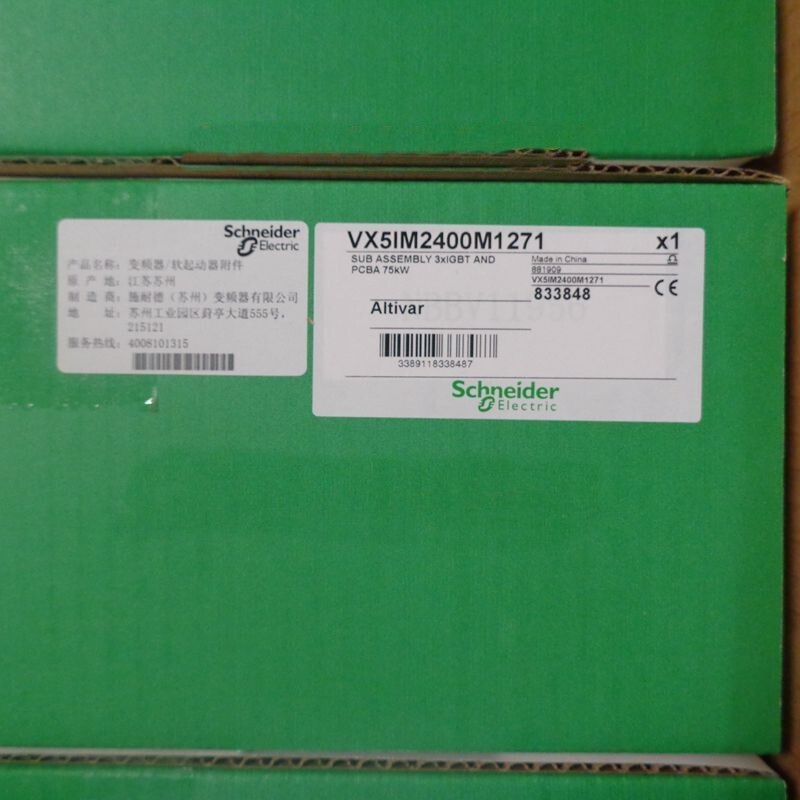 Schneider
Electric
产品名称: 变频器/软起动器附件
原 产 地: 江苏苏州
制 造 商: 施耐德(苏州)变频器有限公司
地 址: 苏州工业园区葑亭大道555号,
215121
服务热线: 4008101315
VX5IM2400M1271 x1
SUB ASSEMBLY 3xIGBT AND
PCBA 75kW
Made in China
881909
VX5IM2400M1271
833848
CE
Altivar
3389118338487
Schneider
Electric